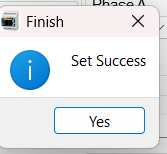 Phase A
Finish
Set Success
Yes